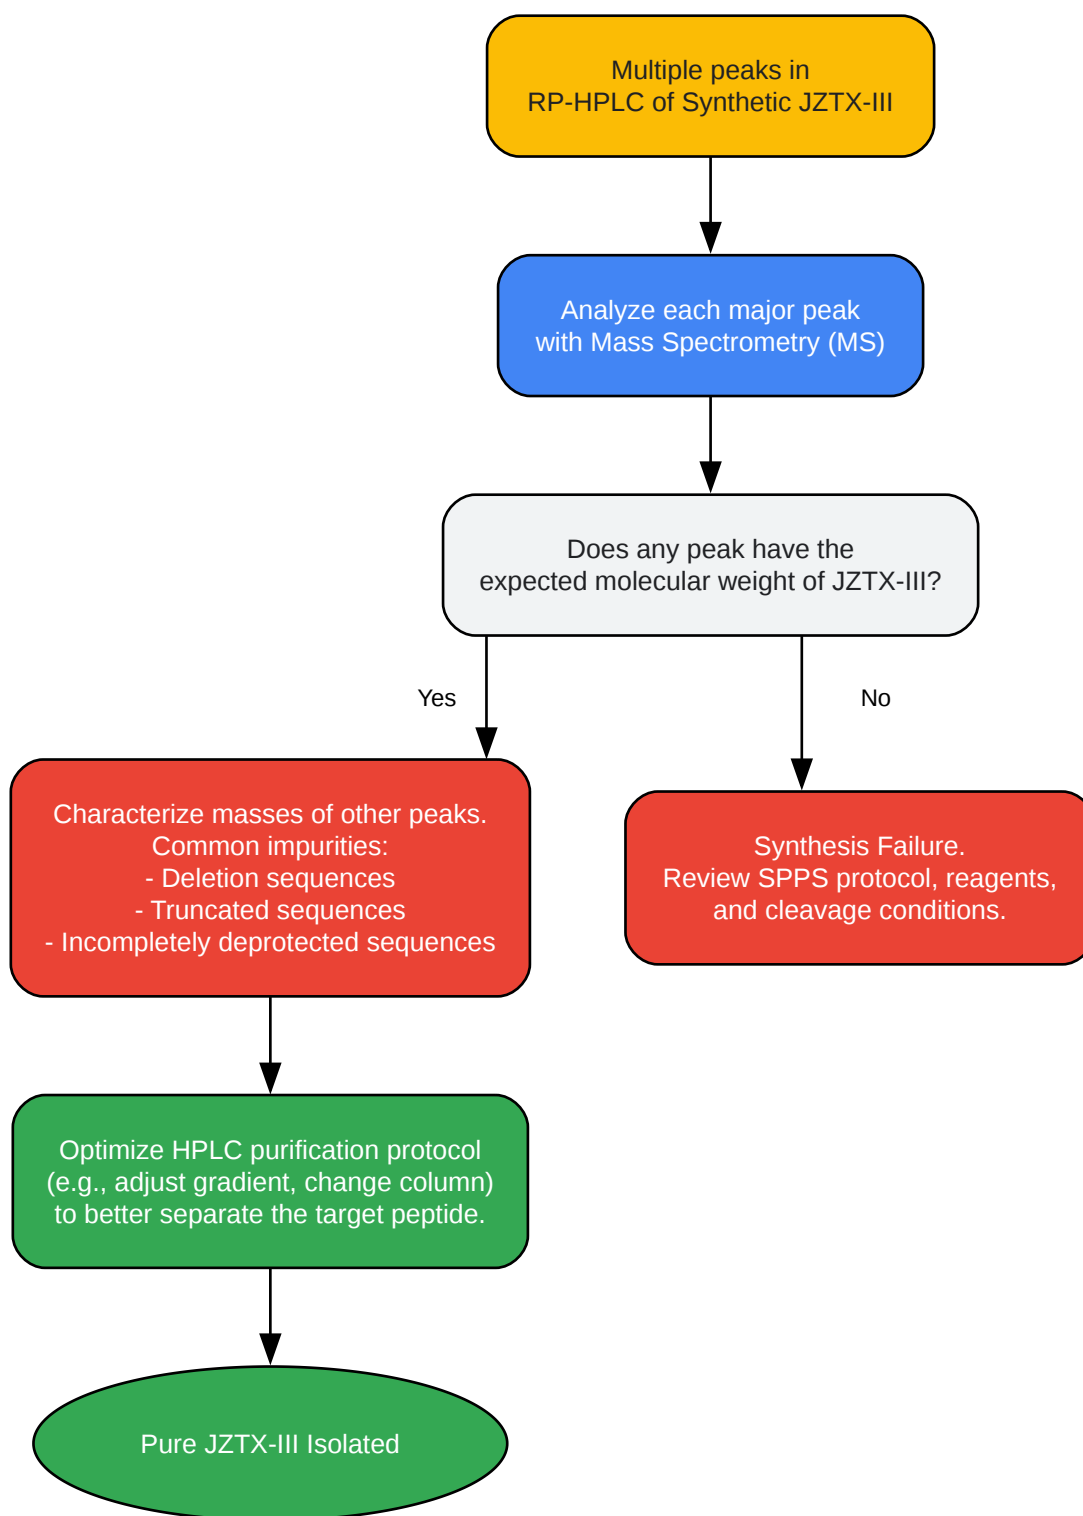 Multiple peaks in
RP-HPLC of Synthetic JZTX-III
Analyze each major peak
with Mass Spectrometry (MS)
Does any peak have the
expected molecular weight of JZTX-III?
Yes
No
Characterize masses of other peaks.
Common impurities:
- Deletion sequences
- Truncated sequences
- Incompletely deprotected sequences
Synthesis Failure.
Review SPPS protocol, reagents,
and cleavage conditions.
Optimize HPLC purification protocol
(e.g., adjust gradient, change column)
to better separate the target peptide.
Pure JZTX-III Isolated